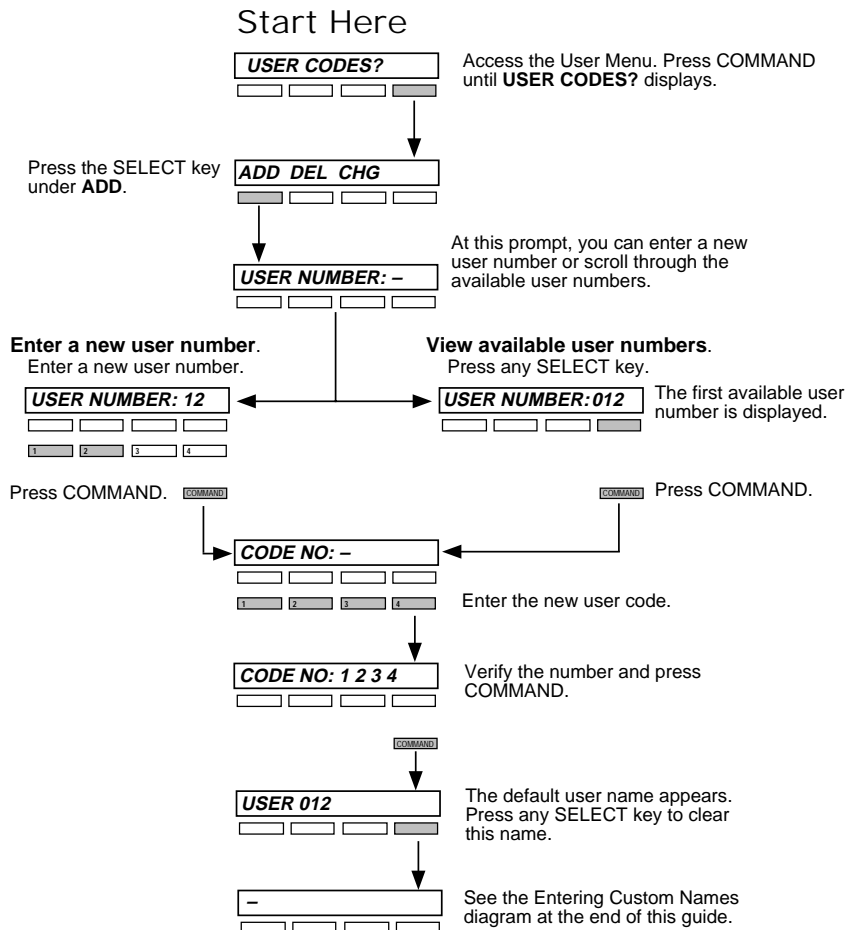 Start Here
USER CODES?
Access the User Menu. Press COMMAND
until USER CODES? displays.
Press the SELECT key
under ADD.
ADD DEL CHG
At this prompt, you can enter a new
user number or scroll through the
available user numbers.
USER NUMBER: –
Enter a new user number.
Enter a new user number.
USER NUMBER: 12
1 2 3 4
View available user numbers.
Press any SELECT key.
USER NUMBER: 012
The first available user
number is displayed.
Press COMMAND.
COMMAND
COMMAND
Press COMMAND.
CODE NO: –
1 2 3 4
Enter the new user code.
CODE NO: 1 2 3 4
Verify the number and press
COMMAND.
COMMAND
USER 012
The default user name appears.
Press any SELECT key to clear
this name.
–
See the Entering Custom Names
diagram at the end of this guide.